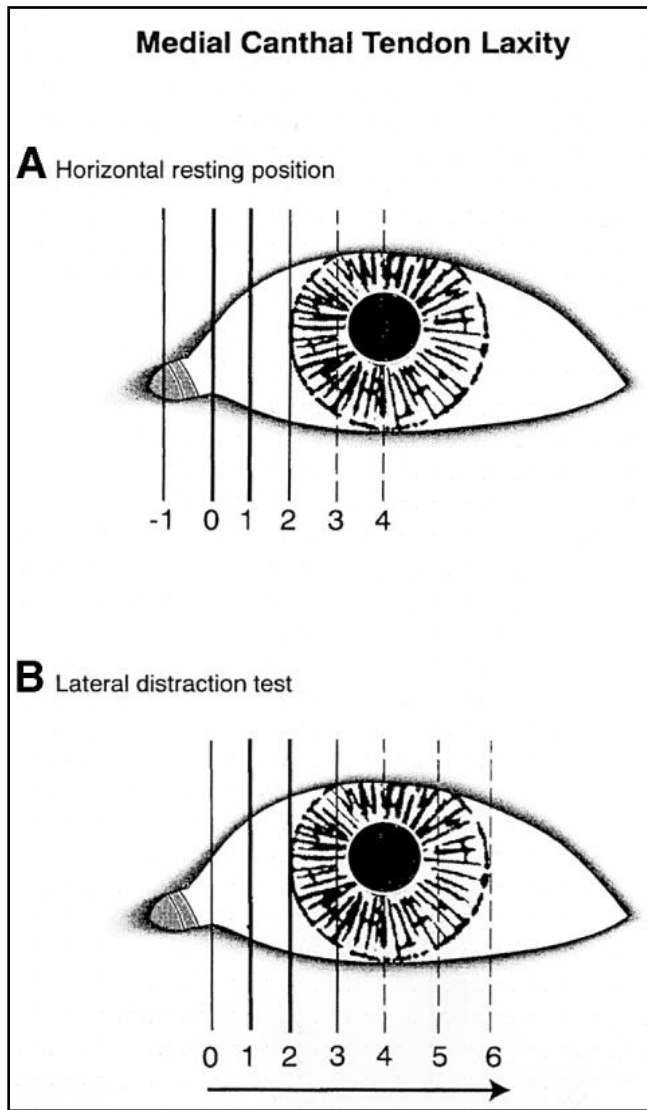 Medial Canthal Tendon Laxity
A Horizontal resting position
-1 0 1 2 3 4
B Lateral distraction test
0 1 2 3 4 5 6